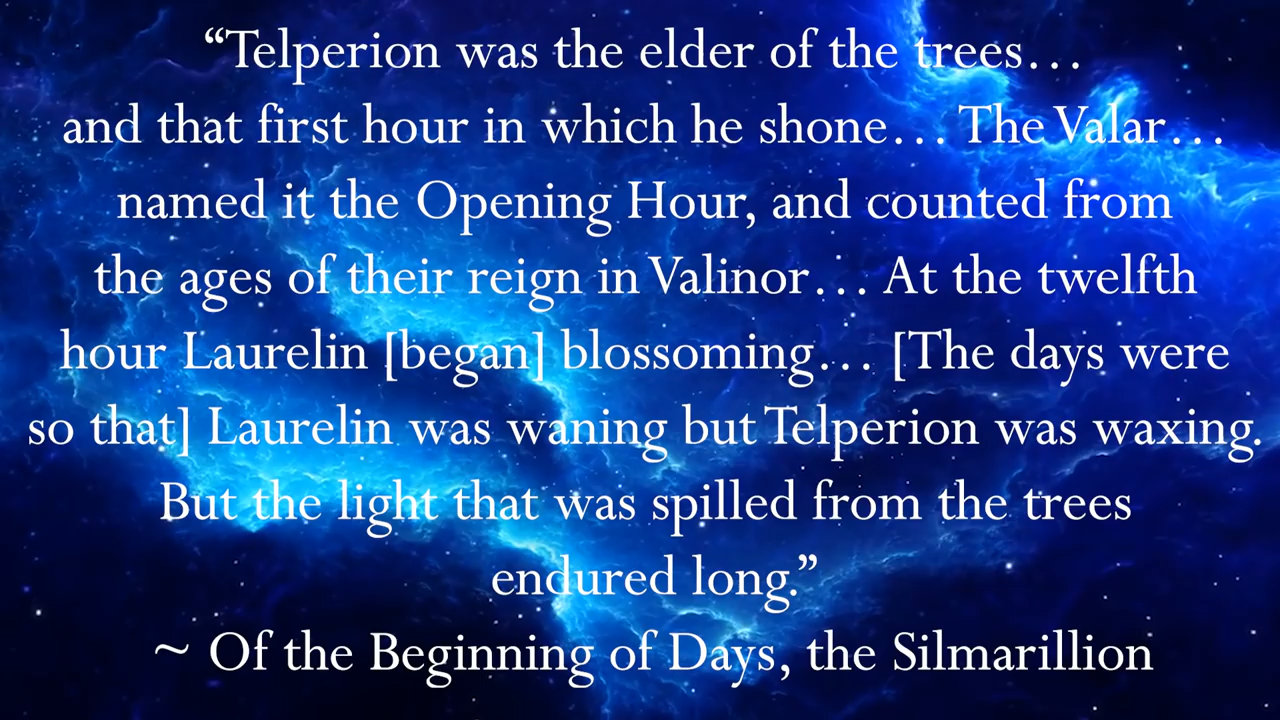 “Telperion was the elder of the trees…
and that first hour in which he shone… The Valar…
named it the Opening Hour, and counted from
the ages of their reign in Valinor… At the twelfth
hour Laurelin [began] blossoming… [The days were
so that] Laurelin was waning but Telperion was waxing.
But the light that was spilled from the trees
endured long.”
~ Of the Beginning of Days, the Silmarillion